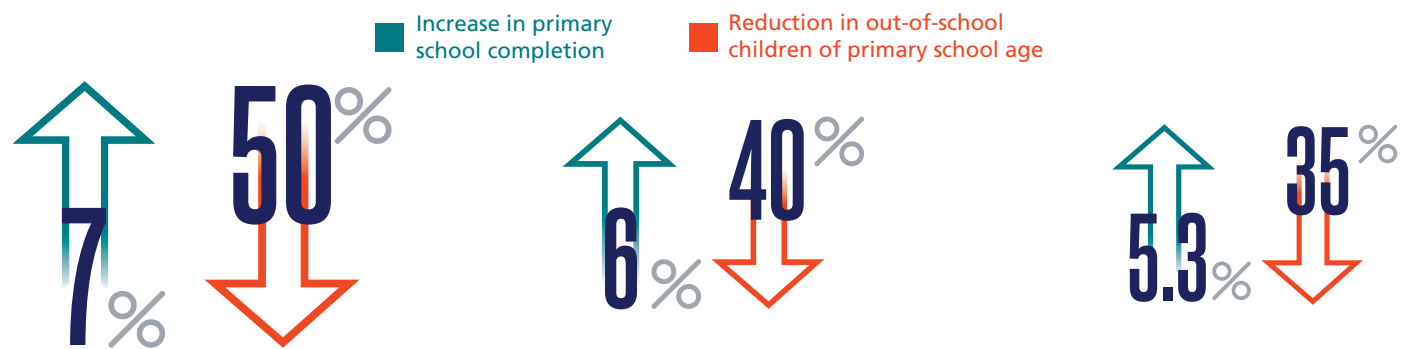 Increase in primary
school completion
Reduction in out-of-school
children of primary school age
7%
50%
6%
40%
5.3%
35%